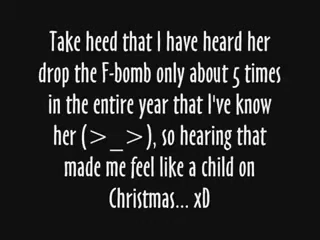 Take heed that I have heard her
drop the F-bomb only about 5 times
in the entire year that I've know
her (>_>), so hearing that
made me feel like a child on
Christmas... xD